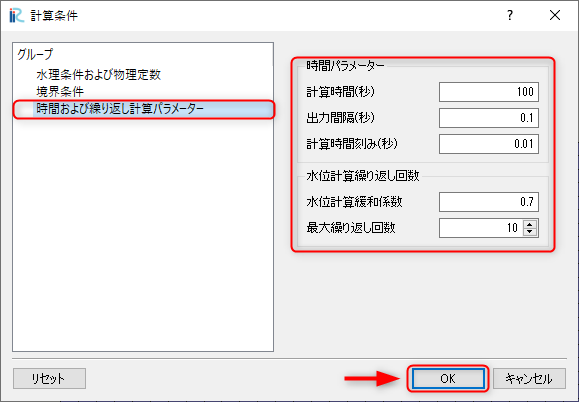 iRC 計算条件
? ×
グループ
水理条件および物理定数
境界条件
時間および繰り返し計算パラメーター
時間パラメーター
計算時間(秒) 100
出力間隔(秒) 0.1
計算時間刻み(秒) 0.01
水位計算繰り返し回数
水位計算緩和係数 0.7
最大繰り返し回数 10
リセット
OK
キャンセル